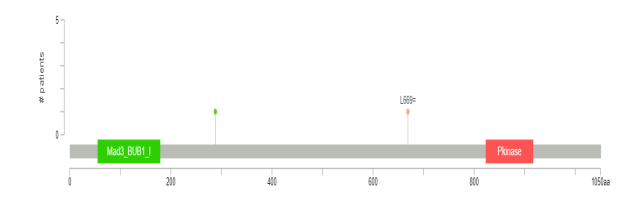 5
# patients
L669=
0
Mad3_BUB1_I
Pkinase
0
200
400
600
800
1050aa